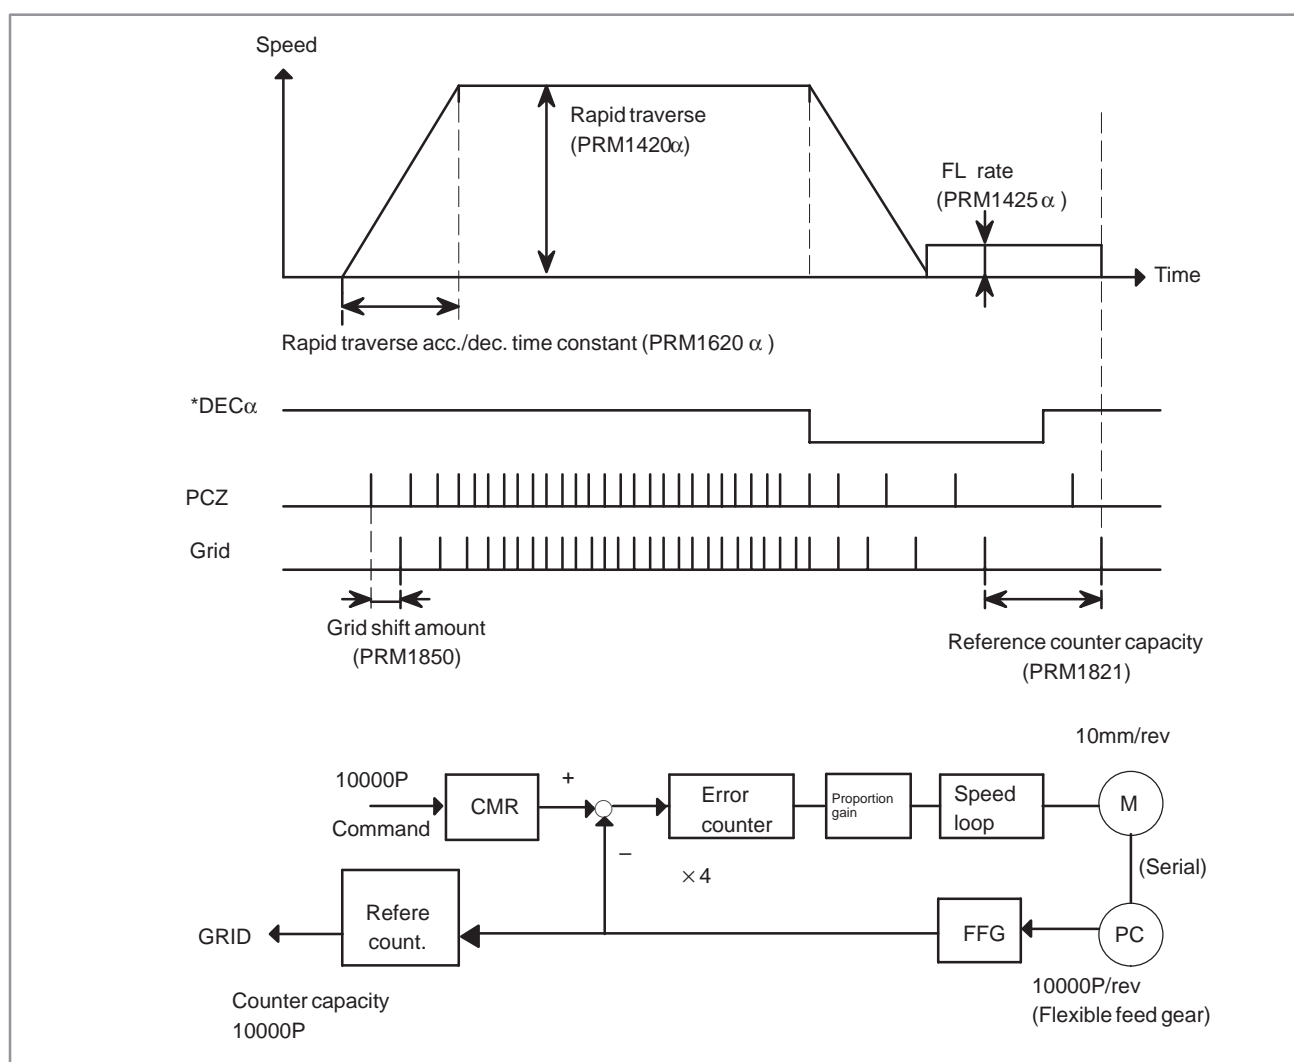 Speed
Rapid traverse
(PRM1420α)
FL rate
(PRM1425 α )
Time
Rapid traverse acc./dec. time constant (PRM1620 α )
*DECα
PCZ
Grid
Grid shift amount
(PRM1850)
Reference counter capacity
(PRM1821)
10mm/rev
10000P
Command
CMR
+
–
Error
counter
× 4
Proportion
gain
Speed
loop
M
(Serial)
GRID
Refere
count.
FFG
PC
Counter capacity
10000P
10000P/rev
(Flexible feed gear)